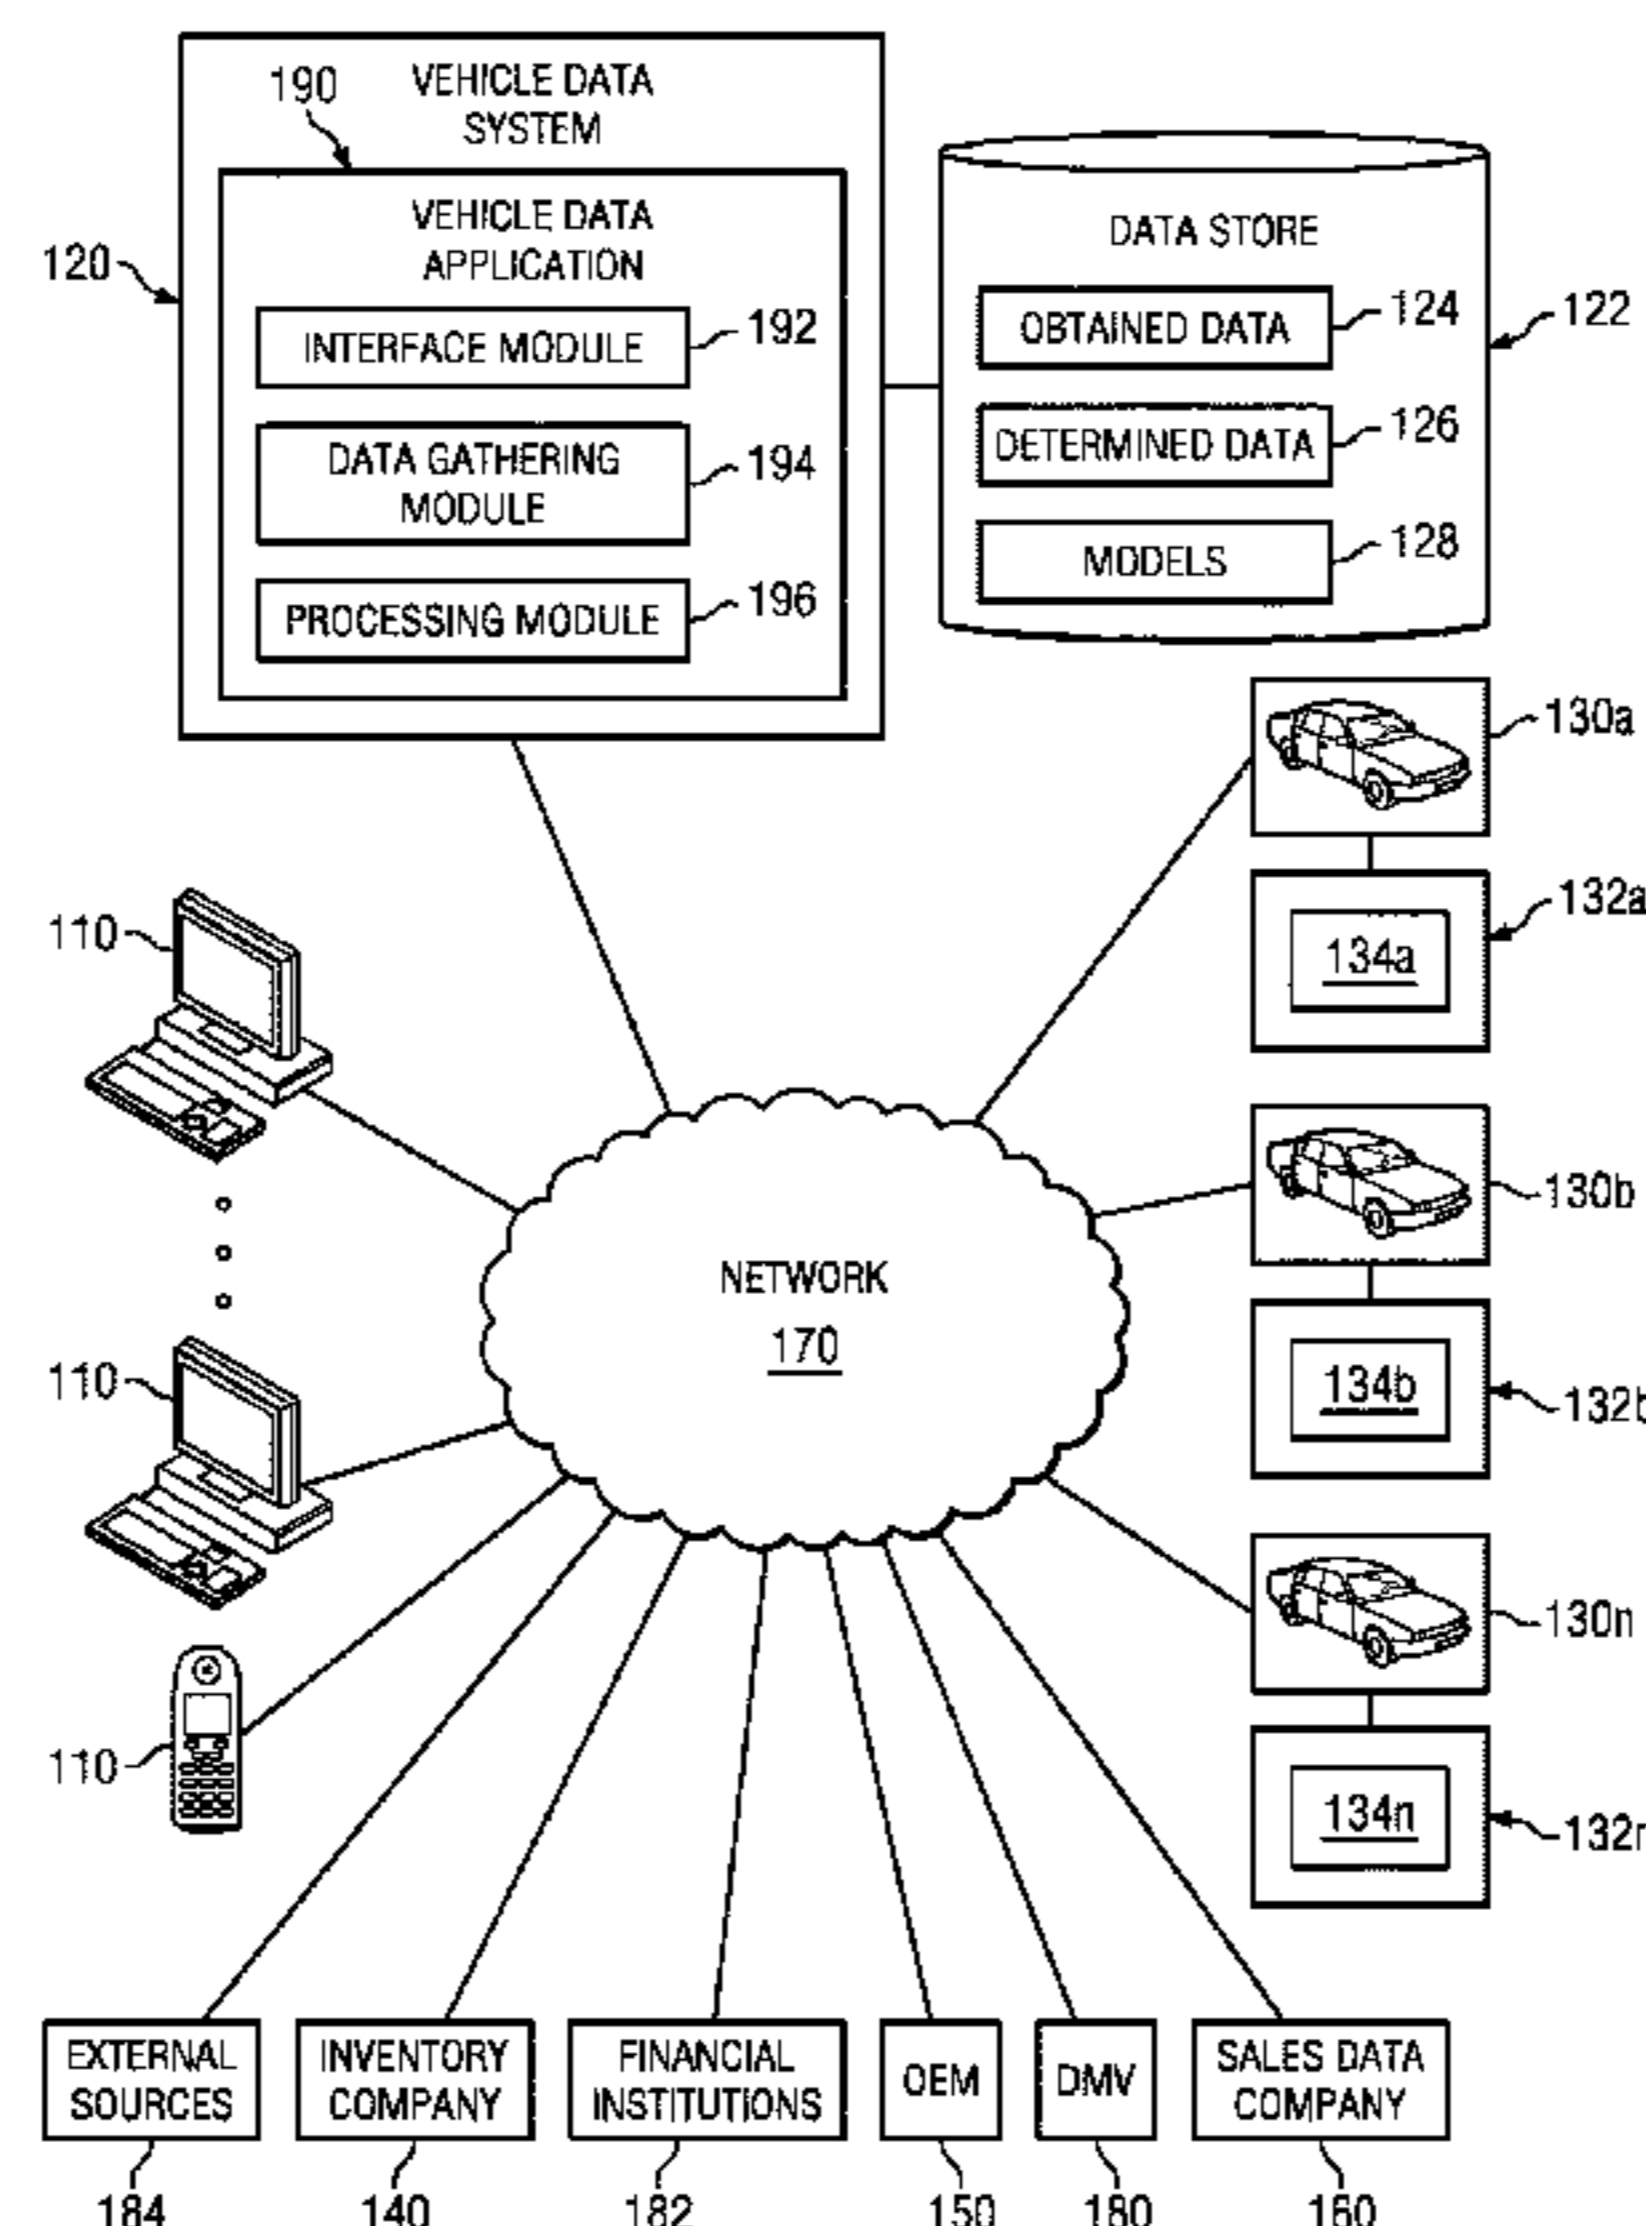 190
VEHICLE DATA
SYSTEM
VEHICLE DATA
APPLICATION
120
INTERFACE MODULE
192
DATA GATHERING
MODULE
194
PROCESSING MODULE
196
DATA STORE
OBTAINED DATA
124
122
DETERMINED DATA
126
MODELS
128
130a
132a
134a
110
130b
NETWORK
170
110
134b
132b
130n
110
134n
132n
EXTERNAL
SOURCES
INVENTORY
COMPANY
FINANCIAL
INSTITUTIONS
OEM
DMV
SALES DATA
COMPANY
184
140
182
150
180
160